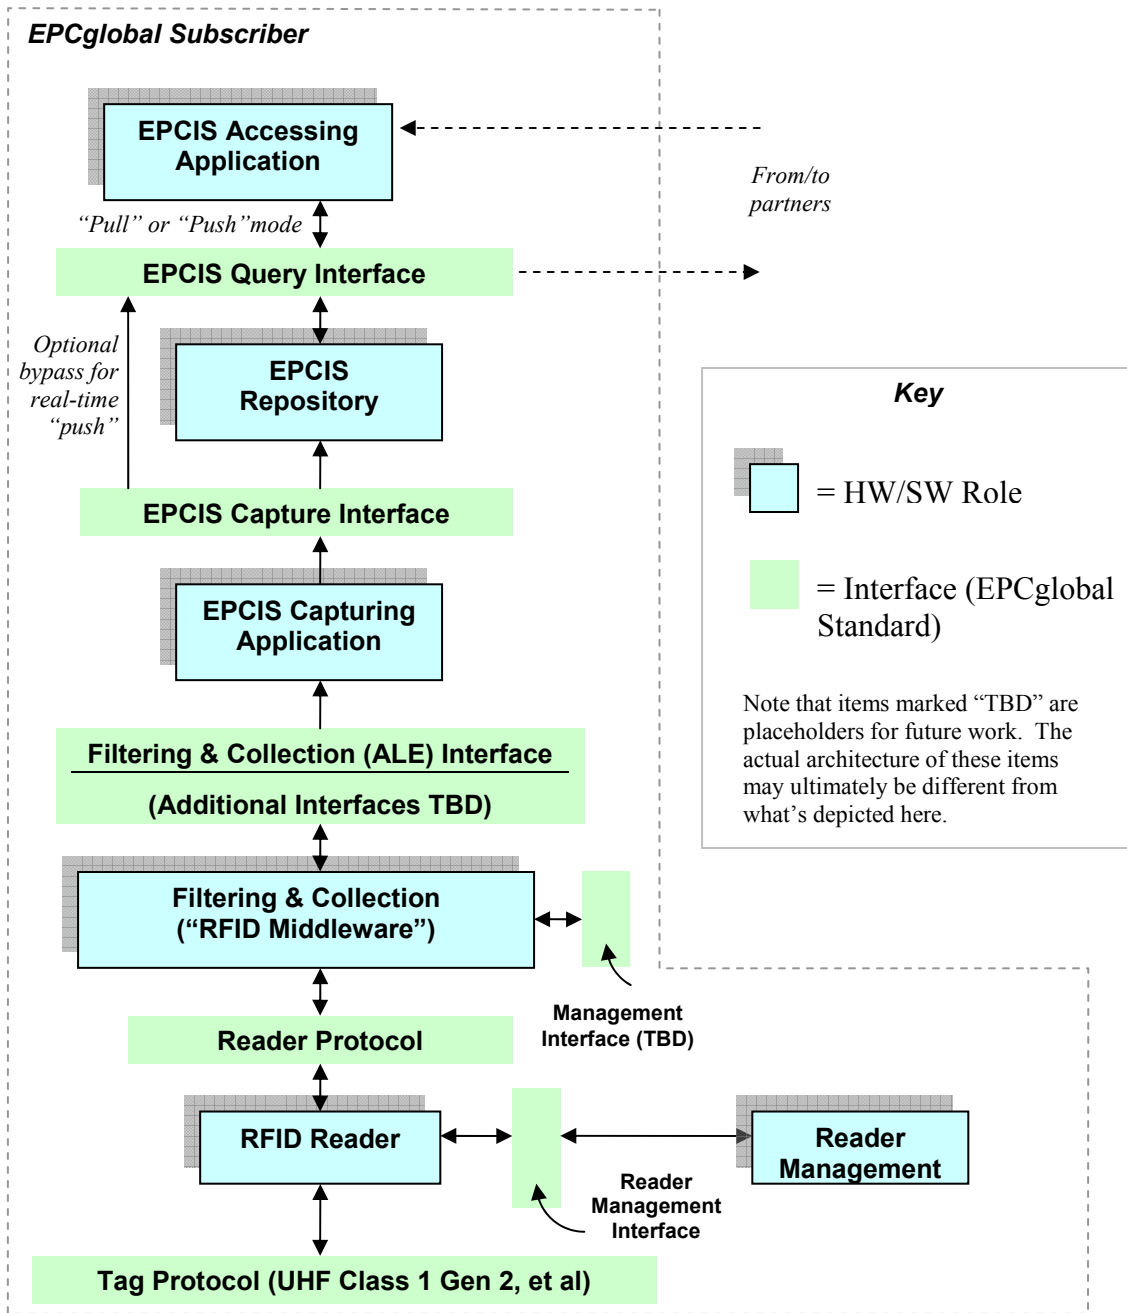 EPCglobal Subscriber
EPCIS Accessing
Application
From/to
partners
“Pull” or “Push”mode
EPCIS Query Interface
Optional
bypass for
real-time
“push”
EPCIS
Repository
EPCIS Capture Interface
EPCIS Capturing
Application
Filtering & Collection (ALE) Interface
(Additional Interfaces TBD)
Filtering & Collection
(“RFID Middleware”)
Management
Interface (TBD)
Reader Protocol
RFID Reader
Reader
Management
Interface
Reader
Management
Tag Protocol (UHF Class 1 Gen 2, et al)
Key
= HW/SW Role
= Interface (EPCglobal
Standard)
Note that items marked “TBD” are
placeholders for future work.  The
actual architecture of these items
may ultimately be different from
what’s depicted here.